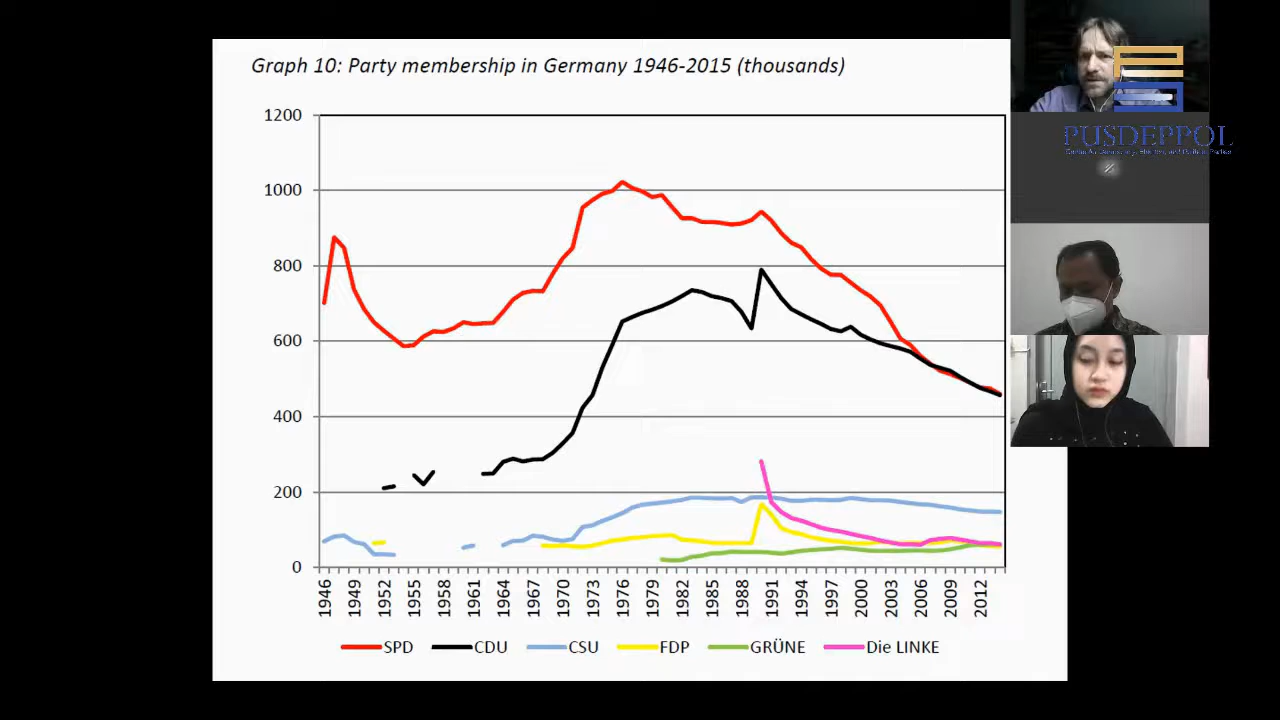 Graph 10: Party membership in Germany 1946-2015 (thousands)
1200
1000
800
600
400
200
0
1946 1949 1952 1955 1958 1961 1964 1967 1970 1973 1976 1979 1982 1985 1988 1991 1994 1997 2000 2003 2006 2009 2012
SPD CDU CSU FDP GRÜNE Die LINKE
PUSDEPPOL